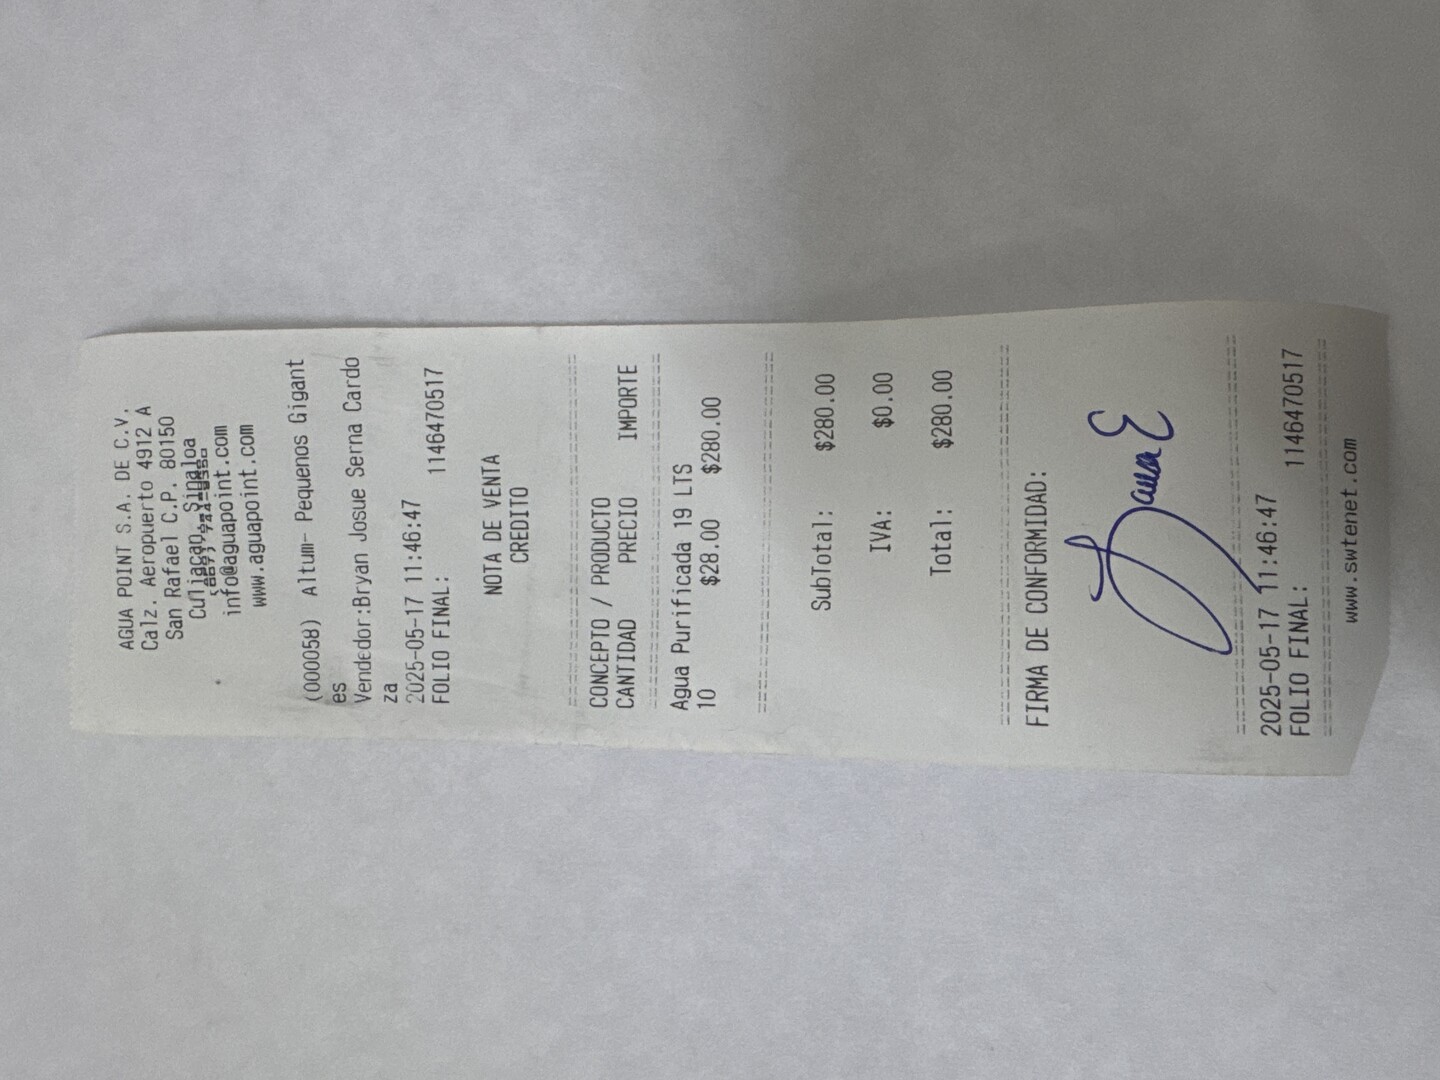 AGUA POINT S.A. DE C.V.
Calz. Aeropuerto 4912 A
San Rafael C.P. 80150
Culiacan, Sinaloa
info@aguapoint.com
www.aguapoint.com
(000058) Altum- Pequenos Gigant
es
Vendedor:Bryan Josue Serna Cardo
za
2025-05-17 11:46:47
FOLIO FINAL: 1146470517
NOTA DE VENTA
CREDITO
CONCEPTO / PRODUCTO
CANTIDAD PRECIO IMPORTE
Agua Purificada 19 LTS
10 $28.00 $280.00
SubTotal: $280.00
IVA: $0.00
Total: $280.00
FIRMA DE CONFORMIDAD:
2025-05-17 11:46:47
FOLIO FINAL: 1146470517
www.swtenet.com